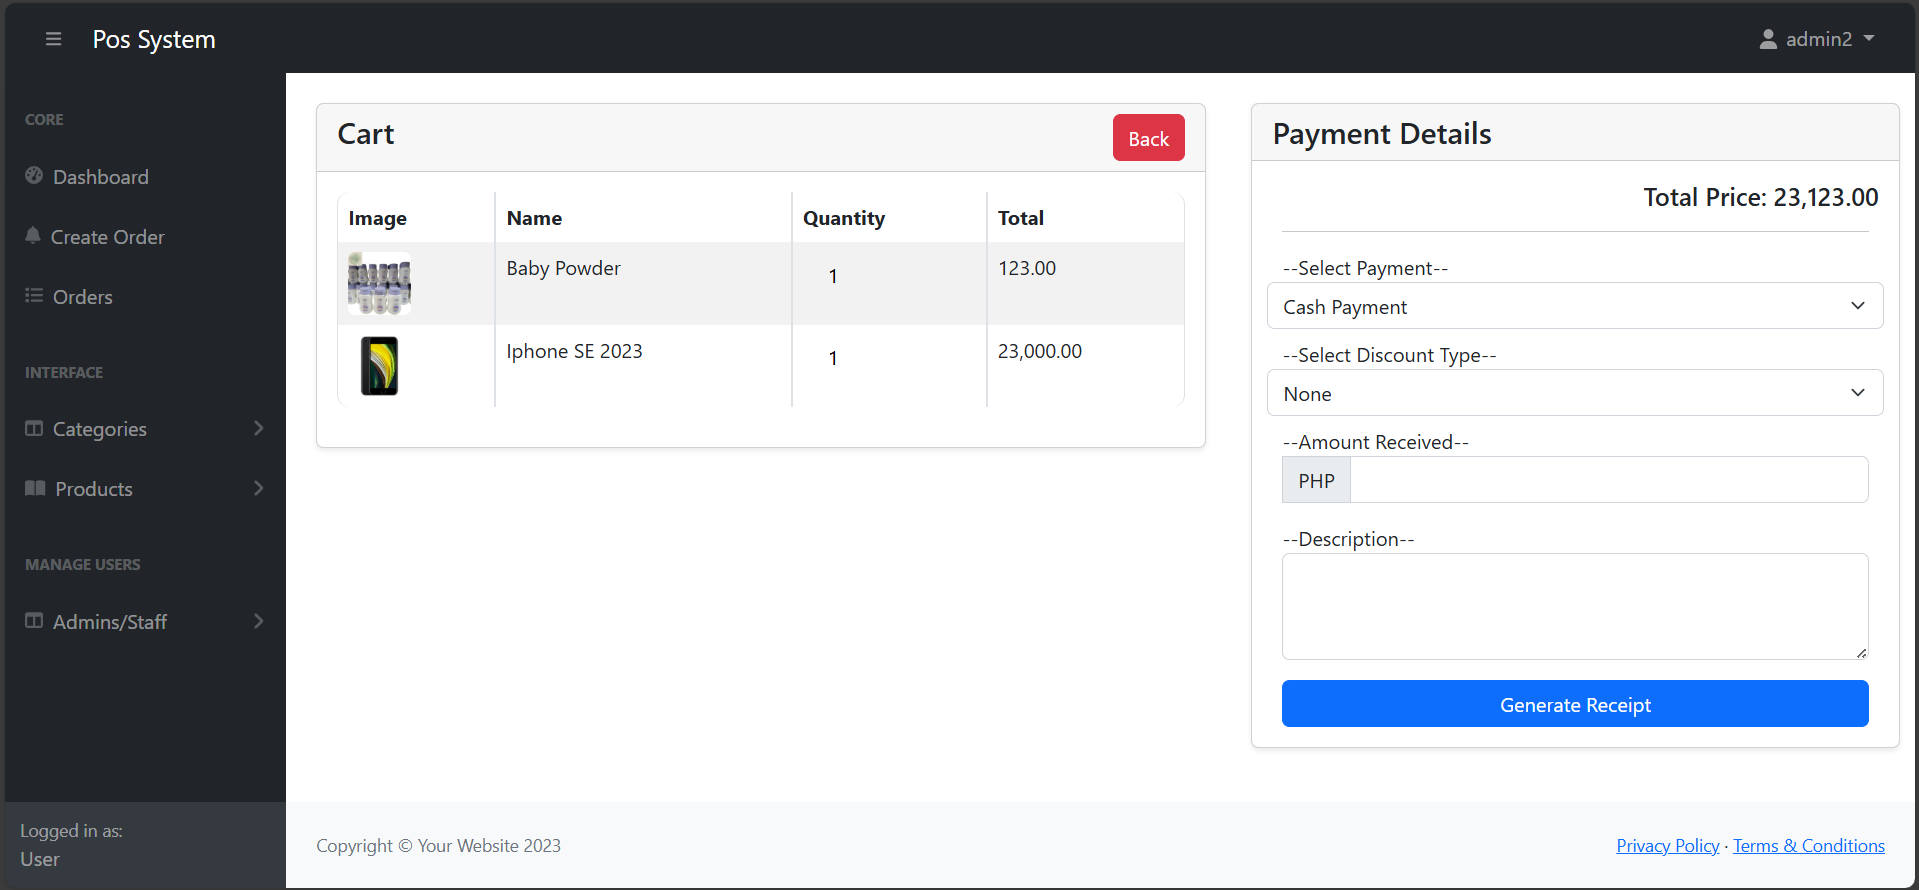 Pos System
admin2
CORE
Dashboard
Create Order
Orders
INTERFACE
Categories
Products
MANAGE USERS
Admins/Staff
Logged in as:
User
Cart
Back
Image Name Quantity Total
Baby Powder 1 123.00
Iphone SE 2023 1 23,000.00
Payment Details
Total Price: 23,123.00
--Select Payment--
Cash Payment
--Select Discount Type--
None
--Amount Received--
PHP
--Description--
Generate Receipt
Copyright © Your Website 2023
Privacy Policy · Terms & Conditions